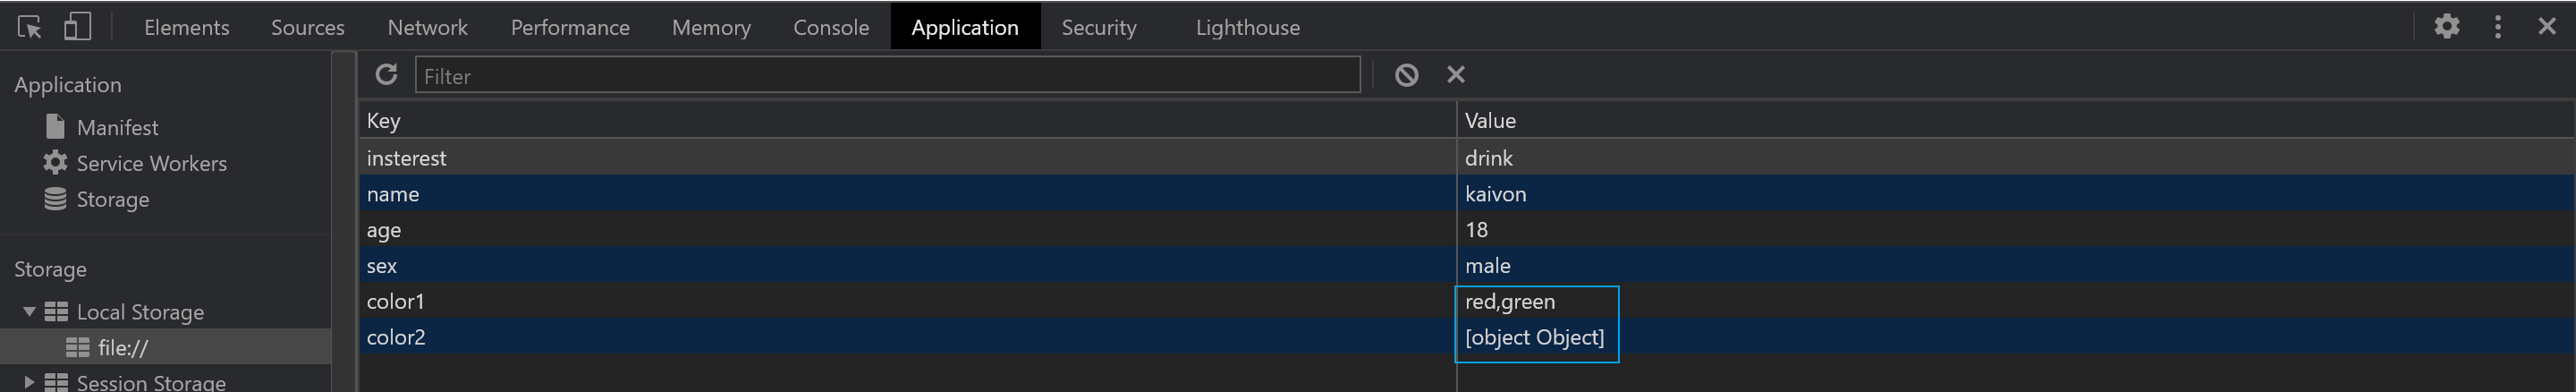 Elements Sources Network Performance Memory Console Application Security Lighthouse
Application
Manifest
Service Workers
Storage
Storage
Local Storage
file://
Session Storage
Filter
Key Value
insterest drink
name kaivon
age 18
sex male
color1 red,green
color2 [object Object]